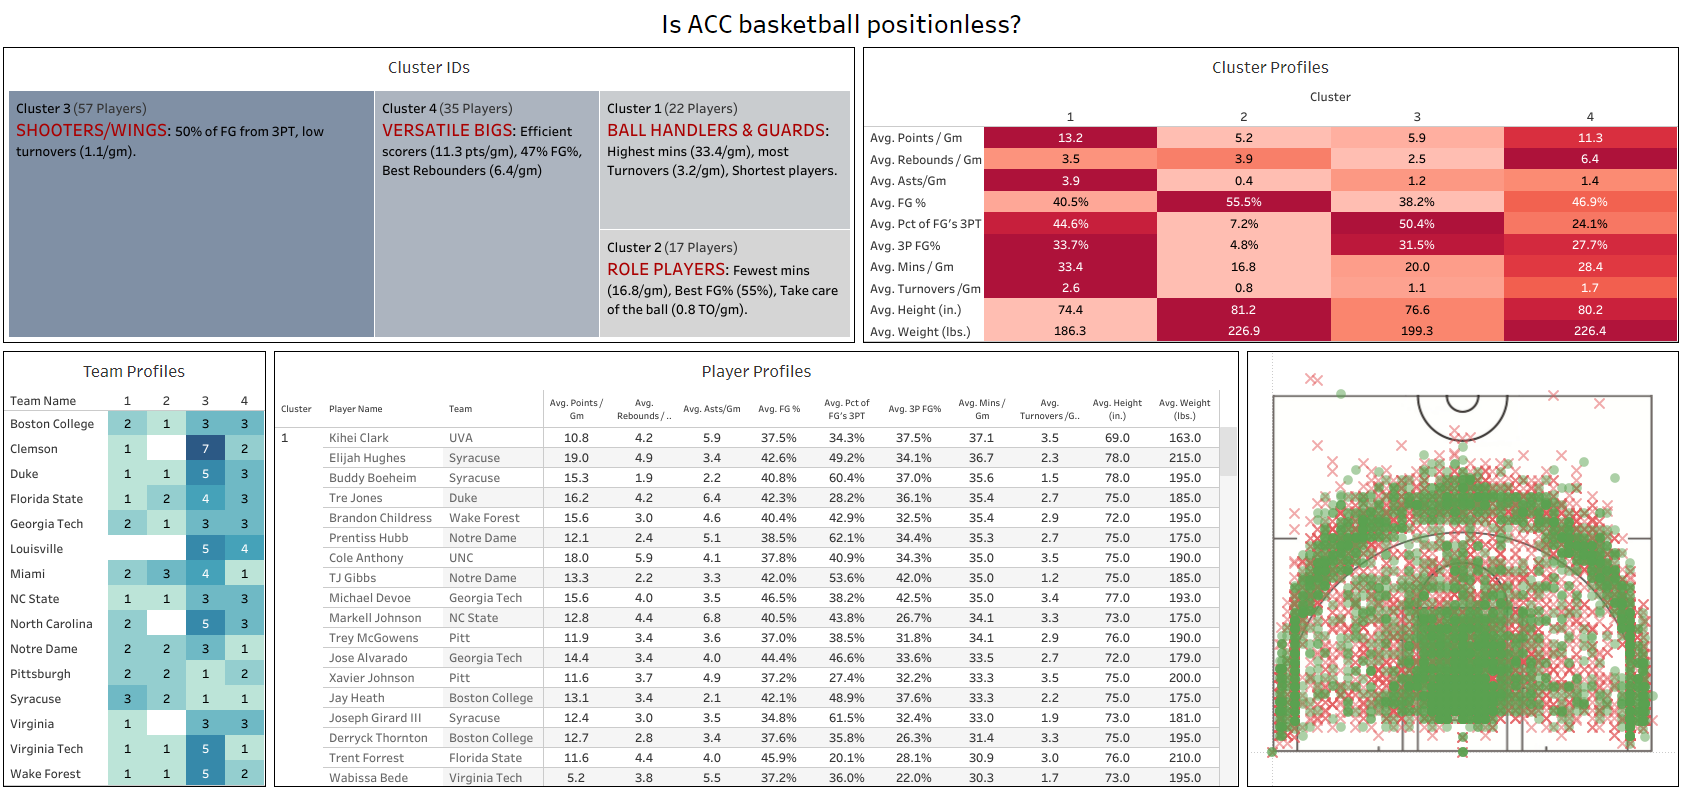 Is ACC basketball positionless?
Cluster IDs
Cluster 3 (57 Players)
SHOOTERS/WINGS: 50% of FG from 3PT, low
turnovers (1.1/gm).
Cluster 4 (35 Players)
VERSATILE BIGS: Efficient
scorers (11.3 pts/gm), 47% FG%,
Best Rebounders (6.4/gm)
Cluster 1 (22 Players)
BALL HANDLERS & GUARDS:
Highest mins (33.4/gm), most
Turnovers (3.2/gm), Shortest players.
Cluster 2 (17 Players)
ROLE PLAYERS: Fewest mins
(16.8/gm), Best FG% (55%), Take care
of the ball (0.8 TO/gm).
Cluster Profiles
Cluster
1 2 3 4
Avg. Points / Gm 13.2 5.2 5.9 11.3
Avg. Rebounds / Gm 3.5 3.9 2.5 6.4
Avg. Asts/Gm 3.9 0.4 1.2 1.4
Avg. FG % 40.5% 55.5% 38.2% 46.9%
Avg. Pct of FG's 3PT 44.6% 7.2% 50.4% 24.1%
Avg. 3P FG% 33.7% 4.8% 31.5% 27.7%
Avg. Mins / Gm 33.4 16.8 20.0 28.4
Avg. Turnovers /Gm 2.6 0.8 1.1 1.7
Avg. Height (in.) 74.4 81.2 76.6 80.2
Avg. Weight (lbs.) 186.3 226.9 199.3 226.4
Team Profiles
Team Name 1 2 3 4
Boston College 2 1 3 3
Clemson 1 7 2
Duke 1 1 5 3
Florida State 1 2 4 3
Georgia Tech 2 1 3 3
Louisville 5 4
Miami 2 3 4 1
NC State 1 1 3 3
North Carolina 2 5 3
Notre Dame 2 2 3 1
Pittsburgh 2 2 1 2
Syracuse 3 2 1 1
Virginia 1 3 3
Virginia Tech 1 1 5 1
Wake Forest 1 1 5 2
Player Profiles
Cluster Player Name Team Avg. Points / Gm Avg. Rebounds / .. Avg. Asts/Gm Avg. FG % Avg. Pct of FG's 3PT Avg. 3P FG% Avg. Mins / Gm Avg. Turnovers /G.. Avg. Height (in.) Avg. Weight (lbs.)
1 Kihei Clark UVA 10.8 4.2 5.9 37.5% 34.3% 37.5% 37.1 3.5 69.0 163.0
Elijah Hughes Syracuse 19.0 4.9 3.4 42.6% 49.2% 34.1% 36.7 2.3 78.0 215.0
Buddy Boeheim Syracuse 15.3 1.9 2.2 40.8% 60.4% 37.0% 35.6 1.5 78.0 195.0
Tre Jones Duke 16.2 4.2 6.4 42.3% 28.2% 36.1% 35.4 2.7 75.0 185.0
Brandon Childress Wake Forest 15.6 3.0 4.6 40.4% 42.9% 32.5% 35.4 2.9 72.0 195.0
Prentiss Hubb Notre Dame 12.1 2.4 5.1 38.5% 62.1% 34.4% 35.3 2.7 75.0 175.0
Cole Anthony UNC 18.0 5.9 4.1 37.8% 40.9% 34.3% 35.0 3.5 75.0 190.0
TJ Gibbs Notre Dame 13.3 2.2 3.3 42.0% 53.6% 42.0% 35.0 1.2 75.0 185.0
Michael Devoe Georgia Tech 15.6 4.0 3.5 46.5% 38.2% 42.5% 35.0 3.4 77.0 193.0
Markell Johnson NC State 12.8 4.4 6.8 40.5% 43.8% 26.7% 34.1 3.3 73.0 175.0
Trey McGowens Pitt 11.9 3.4 3.6 37.0% 38.5% 31.8% 34.1 2.9 76.0 190.0
Jose Alvarado Georgia Tech 14.4 3.4 4.0 44.4% 46.6% 33.6% 33.5 2.7 72.0 179.0
Xavier Johnson Pitt 11.6 3.7 4.9 37.2% 27.4% 32.2% 33.3 3.5 75.0 200.0
Jay Heath Boston College 13.1 3.4 2.1 42.1% 48.9% 37.6% 33.3 2.2 75.0 175.0
Joseph Girard III Syracuse 12.4 3.0 3.5 34.8% 61.5% 32.4% 33.0 1.9 73.0 181.0
Derryck Thornton Boston College 12.7 2.8 3.4 37.6% 35.8% 26.3% 31.4 3.3 75.0 195.0
Trent Forrest Florida State 11.6 4.4 4.0 45.9% 20.1% 28.1% 30.9 3.0 76.0 210.0
Wabissa Bede Virginia Tech 5.2 3.8 5.5 37.2% 36.0% 22.0% 30.3 1.7 73.0 195.0